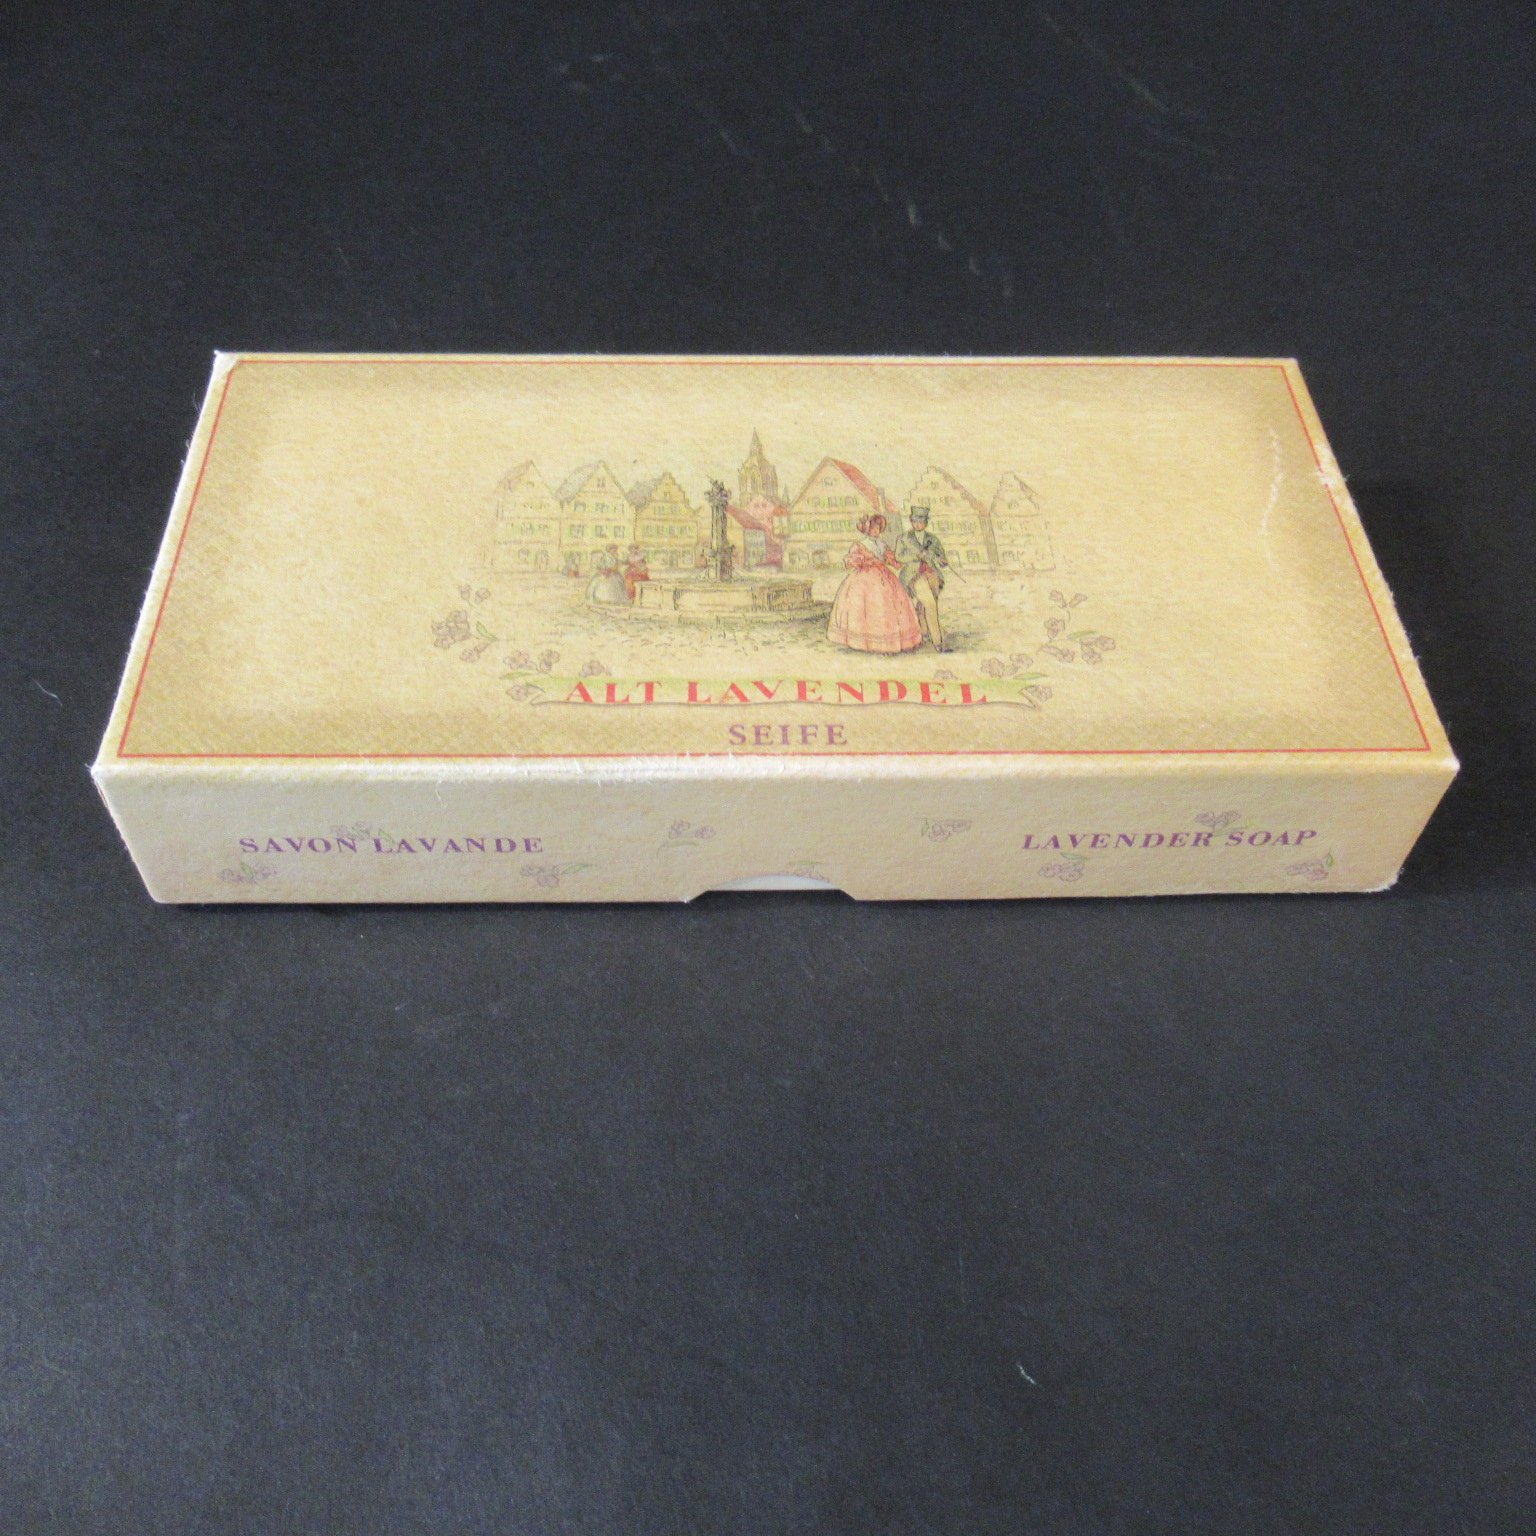 ALT LAVENDEL
SEIFE
SAVON LAVANDE
LAVENDER SOAP